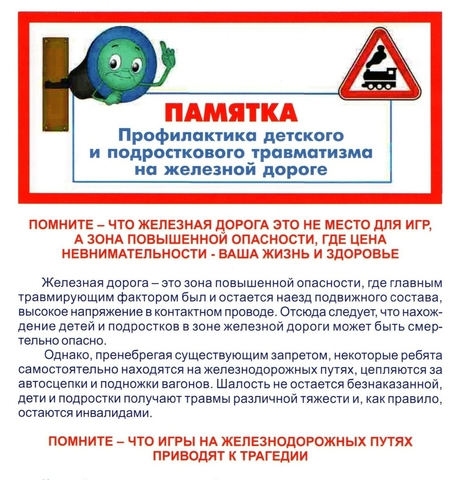 ПАМЯТКА
Профилактика детского
и подросткового травматизма
на железной дороге
ПОМНИТЕ – ЧТО ЖЕЛЕЗНАЯ ДОРОГА ЭТО НЕ МЕСТО ДЛЯ ИГР,
А ЗОНА ПОВЫШЕННОЙ ОПАСНОСТИ, ГДЕ ЦЕНА
НЕВНИМАТЕЛЬНОСТИ - ВАША ЖИЗНЬ И ЗДОРОВЬЕ
Железная дорога – это зона повышенной опасности, где главным
травмирующим фактором был и остается наезд подвижного состава,
высокое напряжение в контактном проводе. Отсюда следует, что нахож-
дение детей и подростков в зоне железной дороги может быть смер-
тельно опасно.
Однако, пренебрегая существующим запретом, некоторые ребята
самостоятельно находятся на железнодорожных путях, цепляются за
автосцепки и подножки вагонов. Шалость не остается безнаказанной,
дети и подростки получают травмы различной тяжести и, как правило,
остаются инвалидами.
ПОМНИТЕ – ЧТО ИГРЫ НА ЖЕЛЕЗНОДОРОЖНЫХ ПУТЯХ
ПРИВОДЯТ К ТРАГЕДИИ